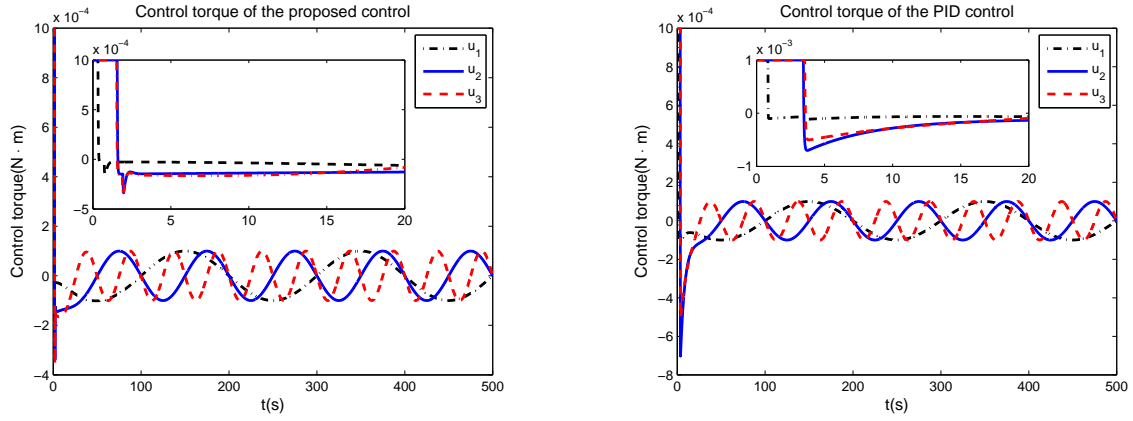 Control torque of the proposed control
x 10⁻⁴
10
8
6
4
2
0
−2
−4
Control torque(N · m)
0
100
200
300
400
500
t(s)
x 10⁻⁴
10
5
0
−5
0
5
10
15
20
u₁
u₂
u₃
Control torque of the PID control
x 10⁻⁴
10
8
6
4
2
0
−2
−4
−6
−8
Control torque(N · m)
0
100
200
300
400
500
t(s)
x 10⁻³
1
0
−1
0
5
10
15
20
u₁
u₂
u₃